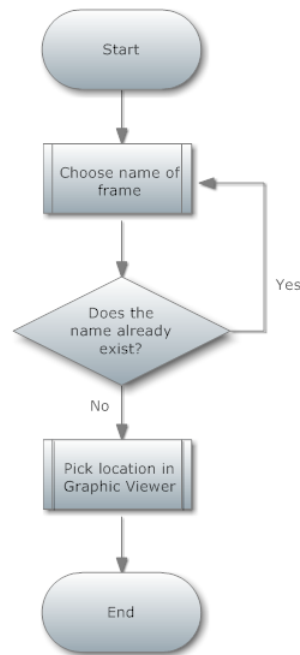 Start
Choose name of
frame
Does the
name already
exist?
Yes
No
Pick location in
Graphic Viewer
End